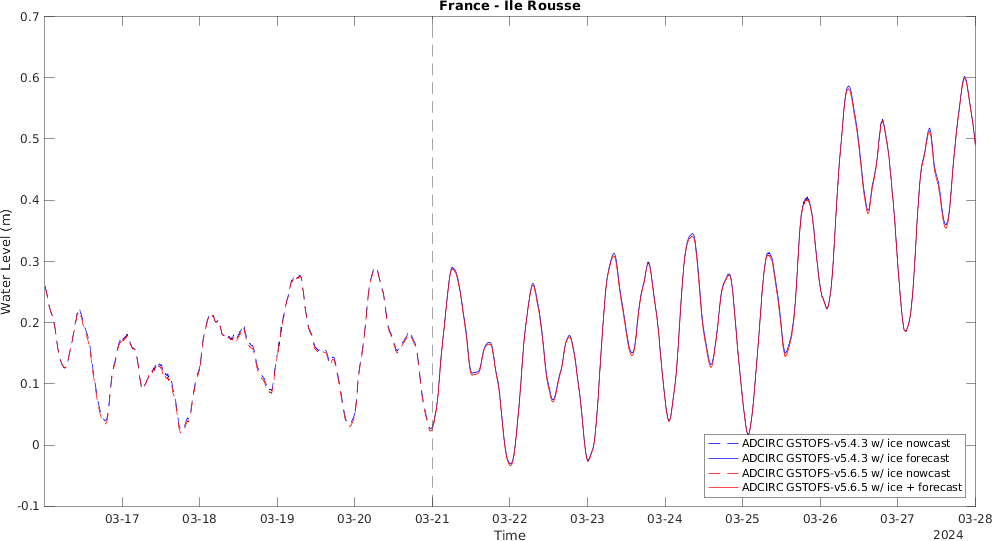 France - Ile Rousse
Water Level (m)
0.7
0.6
0.5
0.4
0.3
0.2
0.1
0
-0.1
ADCIRC GSTOFS-v5.4.3 w/ ice nowcast
ADCIRC GSTOFS-v5.4.3 w/ ice forecast
ADCIRC GSTOFS-v5.6.5 w/ ice nowcast
ADCIRC GSTOFS-v5.6.5 w/ ice + forecast
03-17 03-18 03-19 03-20 03-21 03-22 03-23 03-24 03-25 03-26 03-27 03-28
Time
2024